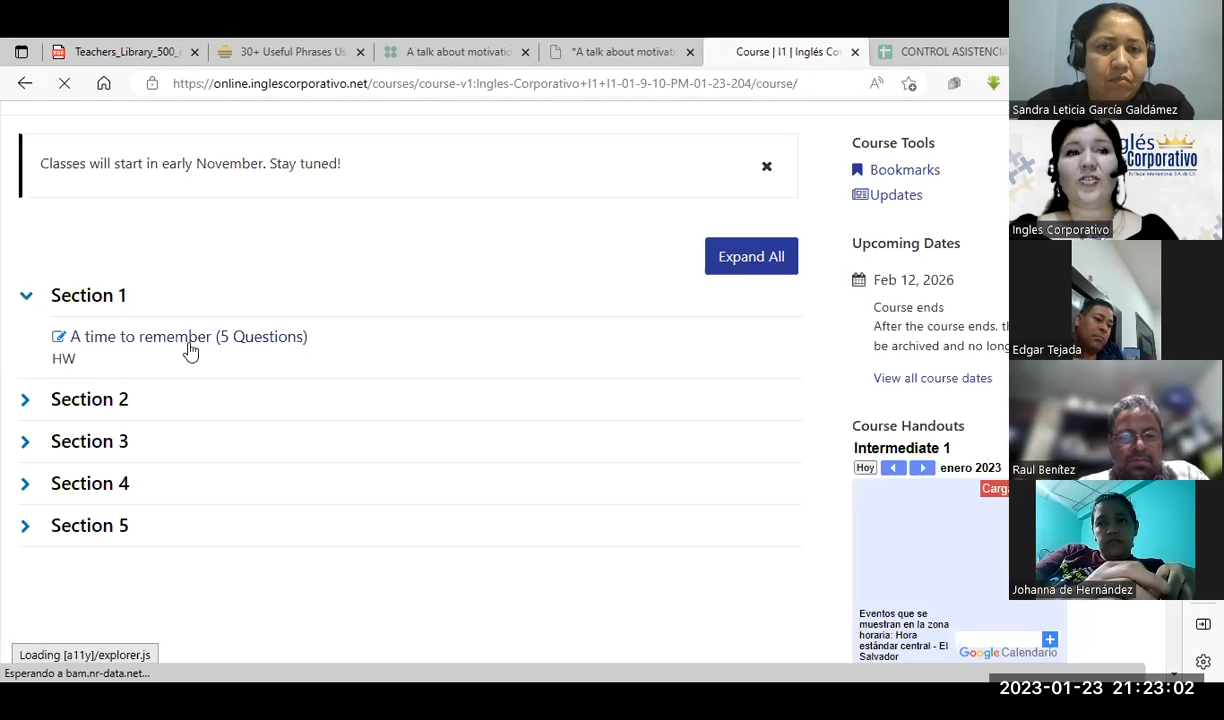 Teachers_Library_500_
30+ Useful Phrases Us
A talk about motivatio
*A talk about motivati
Course | I1 | Inglés Co
CONTROL ASISTENCIA
https://online.inglescorporativo.net/courses/course-v1:Ingles-Corporativo+I1+I1-01-9-10-PM-01-23-204/course/
Classes will start in early November. Stay tuned!
Expand All
Section 1
A time to remember (5 Questions)
HW
Section 2
Section 3
Section 4
Section 5
Course Tools
Bookmarks
Updates
Upcoming Dates
Feb 12, 2026
Course ends
After the course ends, th
be archived and no long
View all course dates
Course Handouts
Intermediate 1
Hoy
enero 2023
Carga
Eventos que se
muestran en la zona
horaria: Hora
estándar central - El
Salvador
Google Calendario
Loading [a11y]/explorer.js
Esperando a bam.nr-data.net...
Sandra Leticia García Galdámez
glés
Corporativo
Ingles Corporativo
Edgar Tejada
Raul Benítez
Johanna de Hernández
2023-01-23 21:23:02